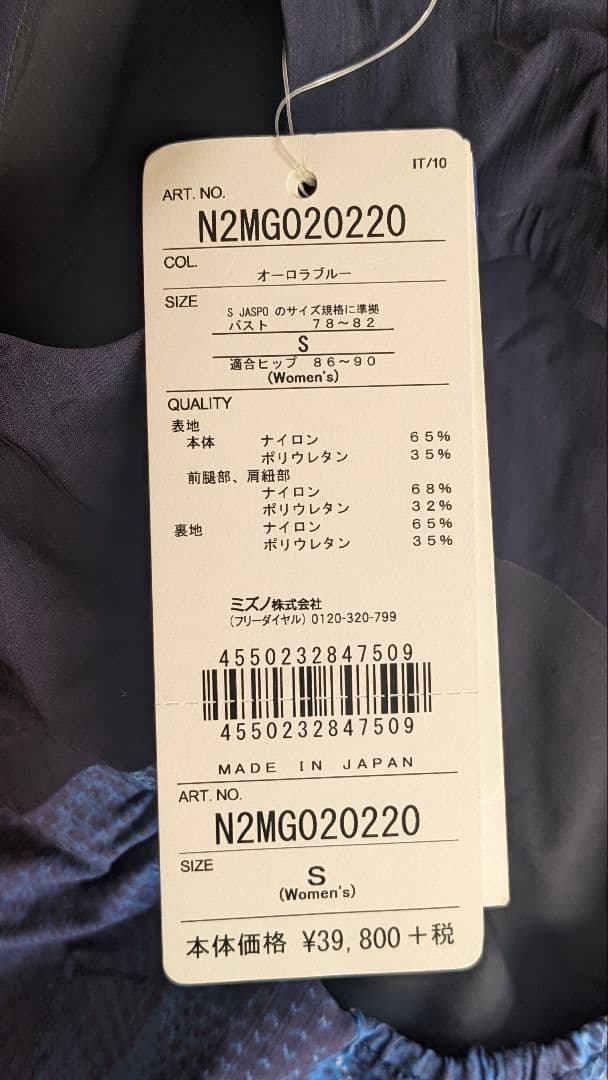 IT/10
ART. NO.
N2MG020220
COL.
オーロラブルー
SIZE
S JASPO のサイズ規格に準拠
バスト 78～82
S
適合ヒップ 86～90
(Women's)
QUALITY
表地
本体 ナイロン 65%
ポリウレタン 35%
前腿部、肩紐部
ナイロン 68%
ポリウレタン 32%
裏地 ナイロン 65%
ポリウレタン 35%
ミズノ株式会社
(フリーダイヤル) 0120-320-799
4550232847509
4550232847509
MADE IN JAPAN
ART. NO.
N2MG020220
SIZE
S
(Women's)
本体価格 ¥39,800＋税